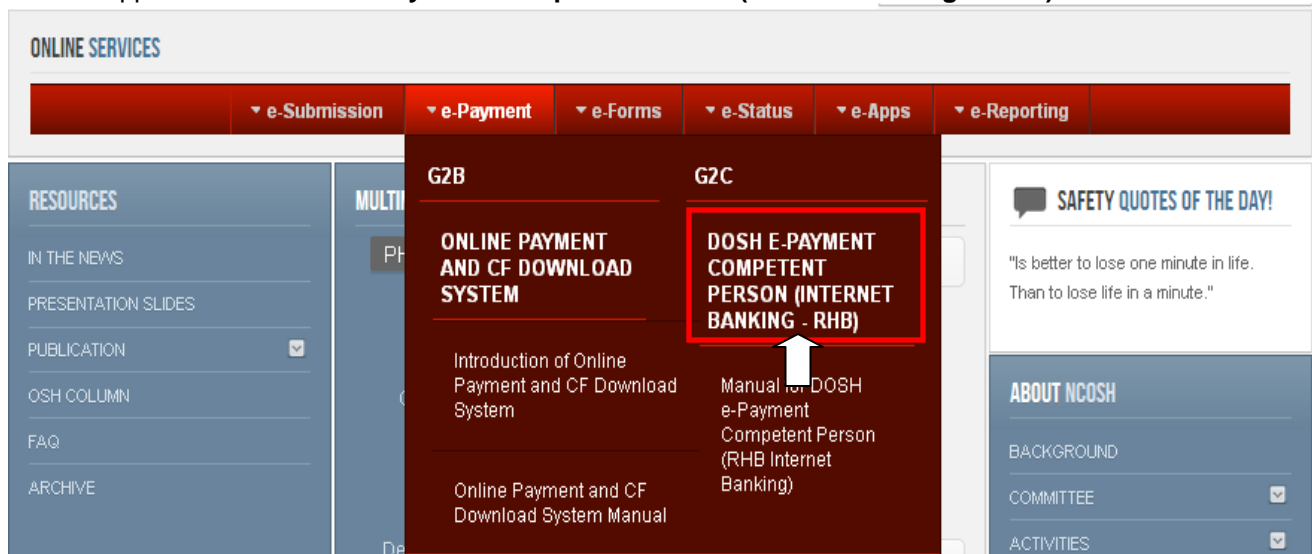 ONLINE SERVICES
e-Submission e-Payment e-Forms e-Status e-Apps e-Reporting
RESOURCES
IN THE NEWS
PRESENTATION SLIDES
PUBLICATION
OSH COLUMN
FAQ
ARCHIVE
G2B
ONLINE PAYMENT
AND CF DOWNLOAD
SYSTEM
Introduction of Online
Payment and CF Download
System
Online Payment and CF
Download System Manual
G2C
DOSH E-PAYMENT
COMPETENT
PERSON (INTERNET
BANKING - RHB)
Manual for DOSH
e-Payment
Competent Person
(RHB Internet
Banking)
SAFETY QUOTES OF THE DAY!
"Is better to lose one minute in life.
Than to lose life in a minute."
ABOUT NCOSH
BACKGROUND
COMMITTEE
ACTIVITIES